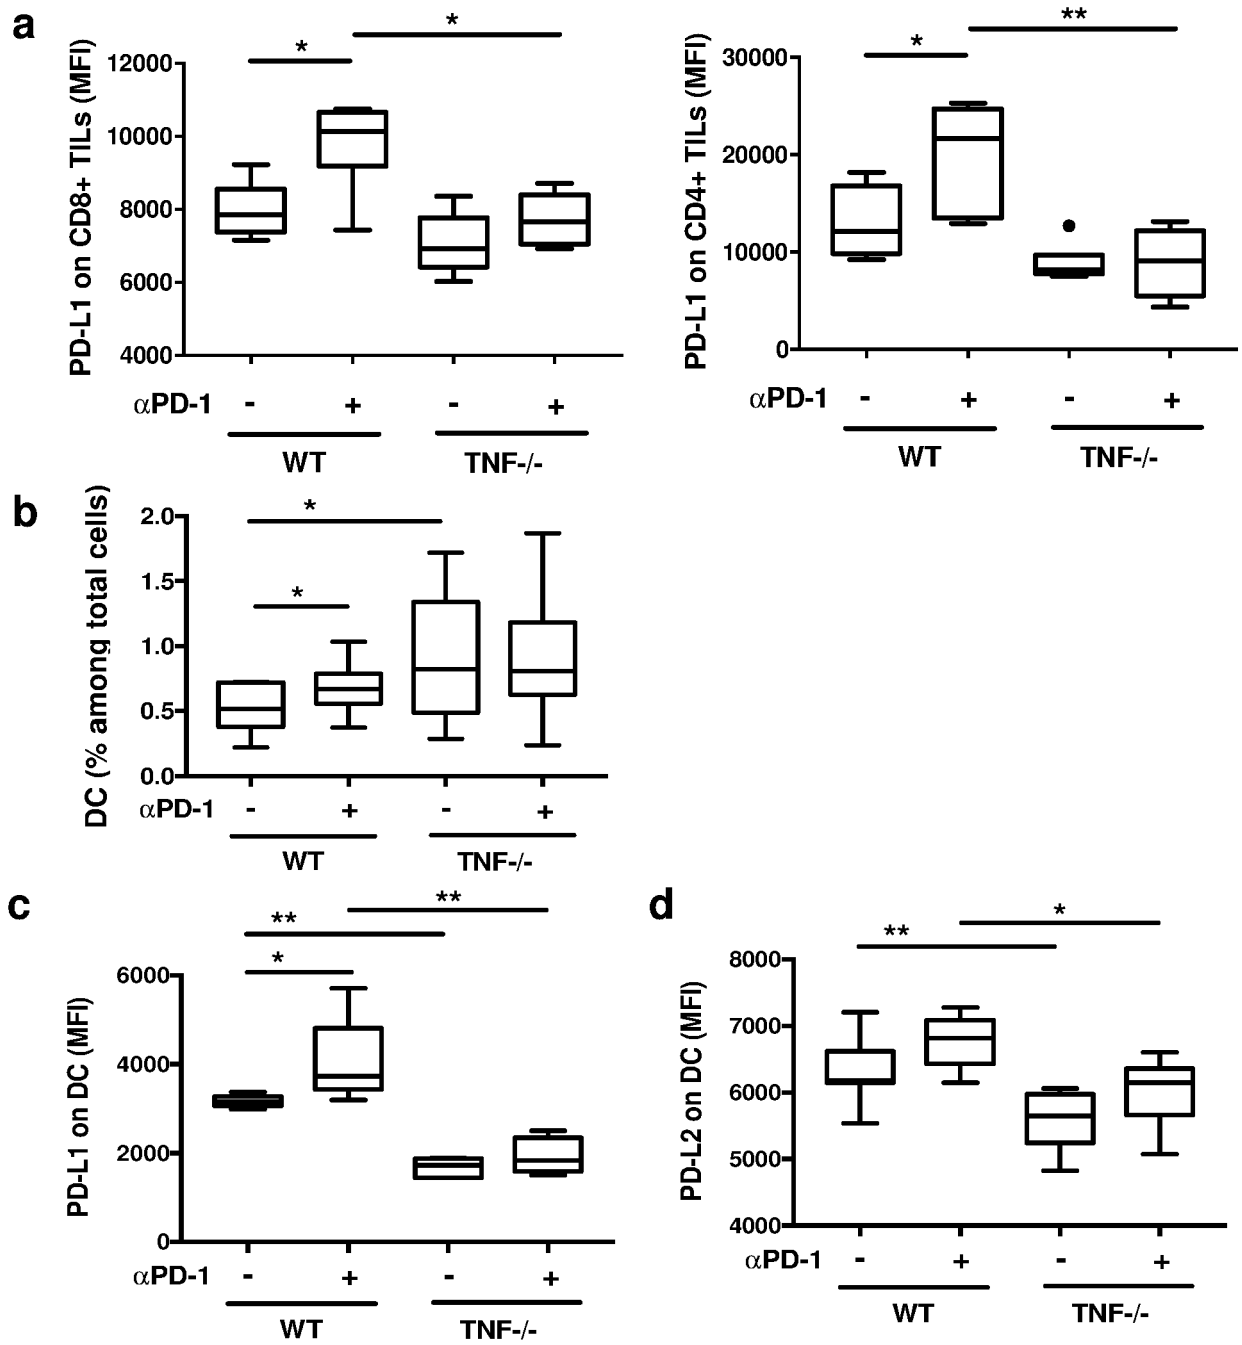 a
PD-L1 on CD8+ TILs (MFI)
12000
10000
8000
6000
4000
* *
αPD-1 - + - +
WT TNF-/-
PD-L1 on CD4+ TILs (MFI)
30000
20000
10000
0
* **
αPD-1 - + - +
WT TNF-/-
b
DC (% among total cells)
2.0
1.5
1.0
0.5
0.0
*
*
αPD-1 - + - +
WT TNF-/-
c
PD-L1 on DC (MFI)
6000
4000
2000
0
**
**
*
αPD-1 - + - +
WT TNF-/-
d
PD-L2 on DC (MFI)
8000
7000
6000
5000
4000
*
**
αPD-1 - + - +
WT TNF-/-